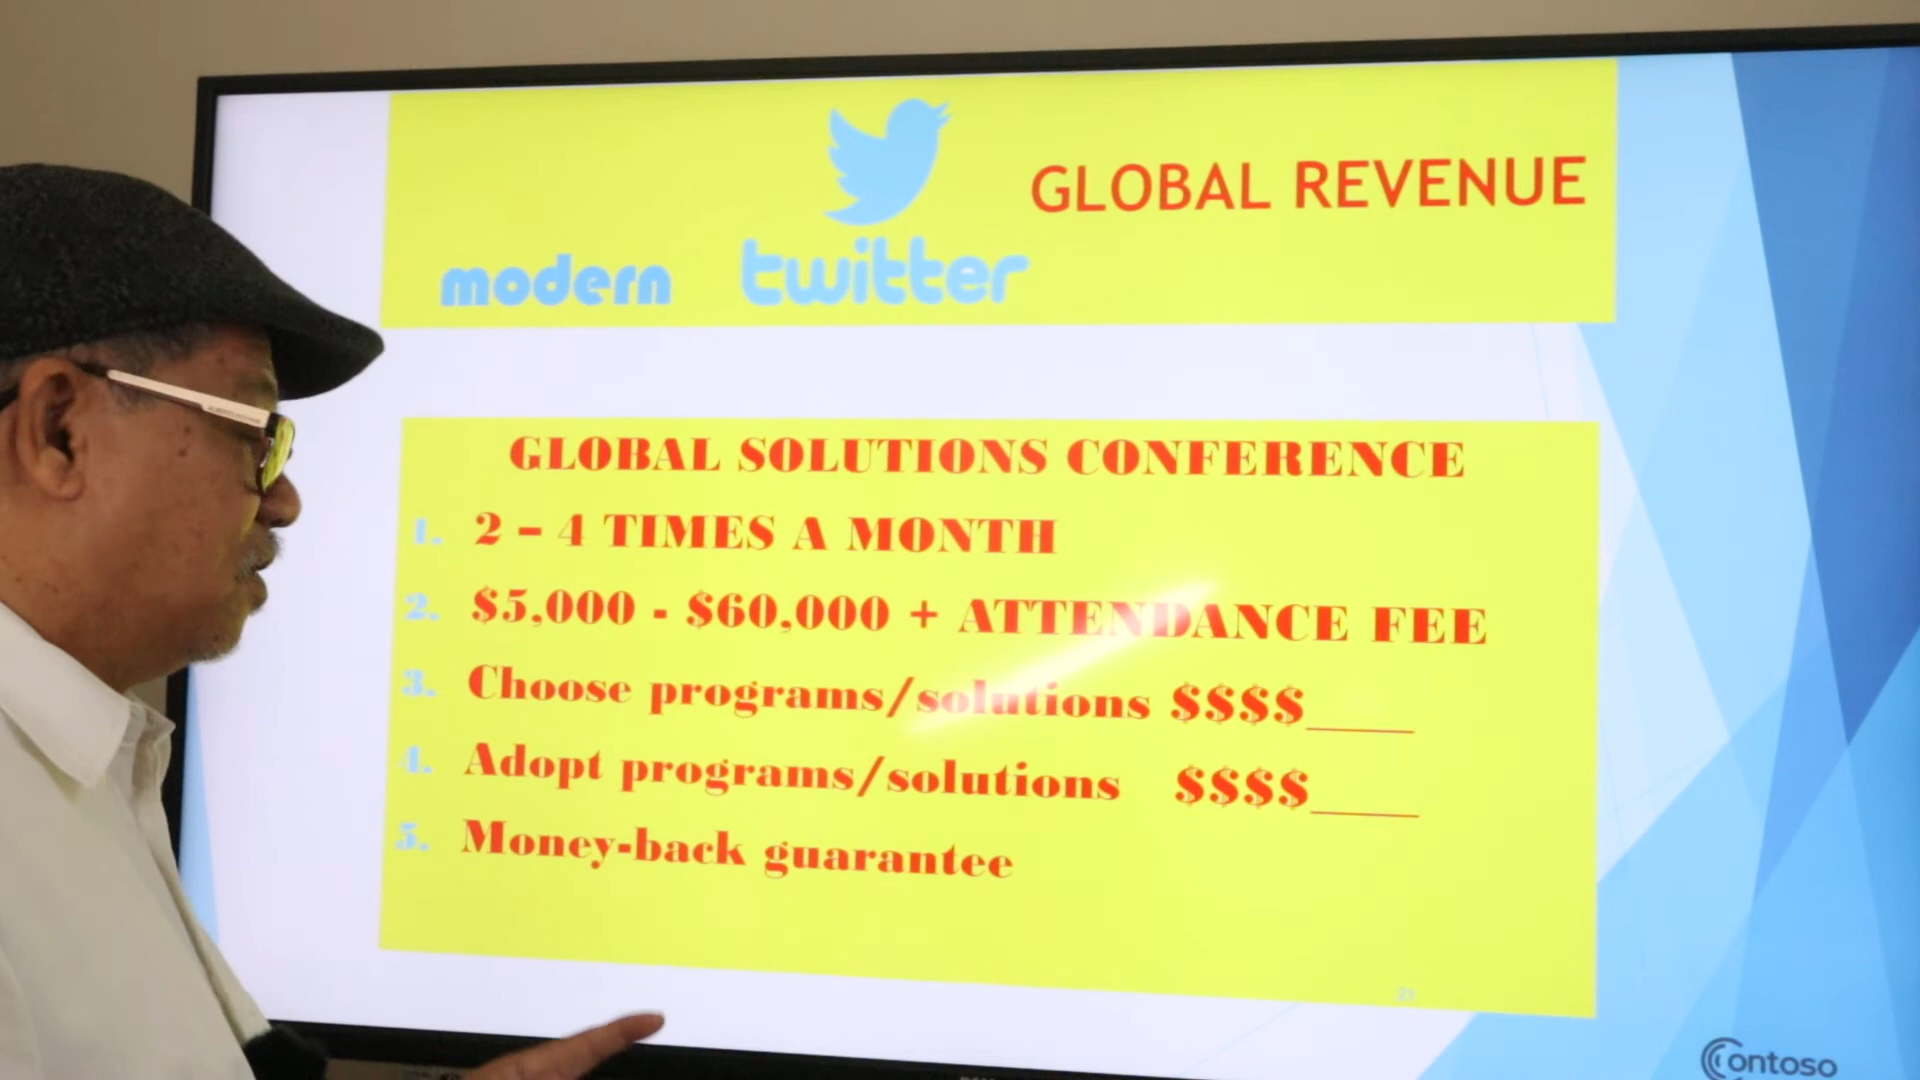 GLOBAL REVENUE
modern twitter
GLOBAL SOLUTIONS CONFERENCE
1. 2 – 4 TIMES A MONTH
2. $5,000 - $60,000 + ATTENDANCE FEE
3. Choose programs/solutions $$$$____
4. Adopt programs/solutions $$$$____
5. Money-back guarantee
21
Contoso